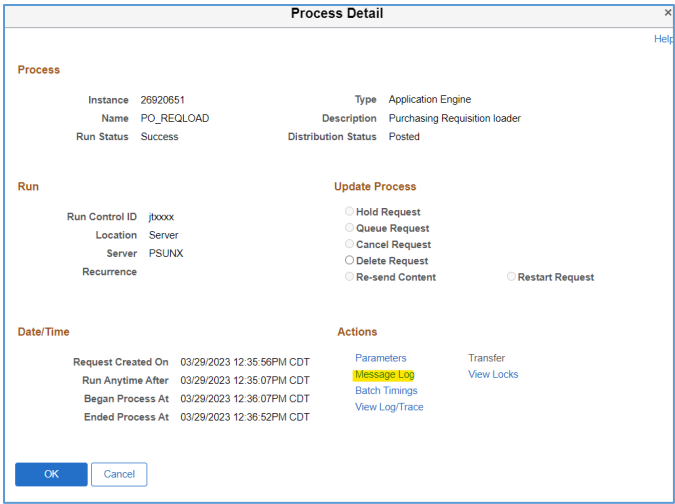 Process Detail
×
Help
Process
Instance 26920651 Type Application Engine
Name PO_REQLOAD Description Purchasing Requisition loader
Run Status Success Distribution Status Posted
Run Update Process
Run Control ID jtxxxx
Location Server
Server PSUNX
Recurrence
Hold Request
Queue Request
Cancel Request
Delete Request
Re-send Content Restart Request
Date/Time Actions
Request Created On 03/29/2023 12:35:56PM CDT
Run Anytime After 03/29/2023 12:35:07PM CDT
Began Process At 03/29/2023 12:36:07PM CDT
Ended Process At 03/29/2023 12:36:52PM CDT
Parameters Transfer
Message Log View Locks
Batch Timings
View Log/Trace
OK Cancel